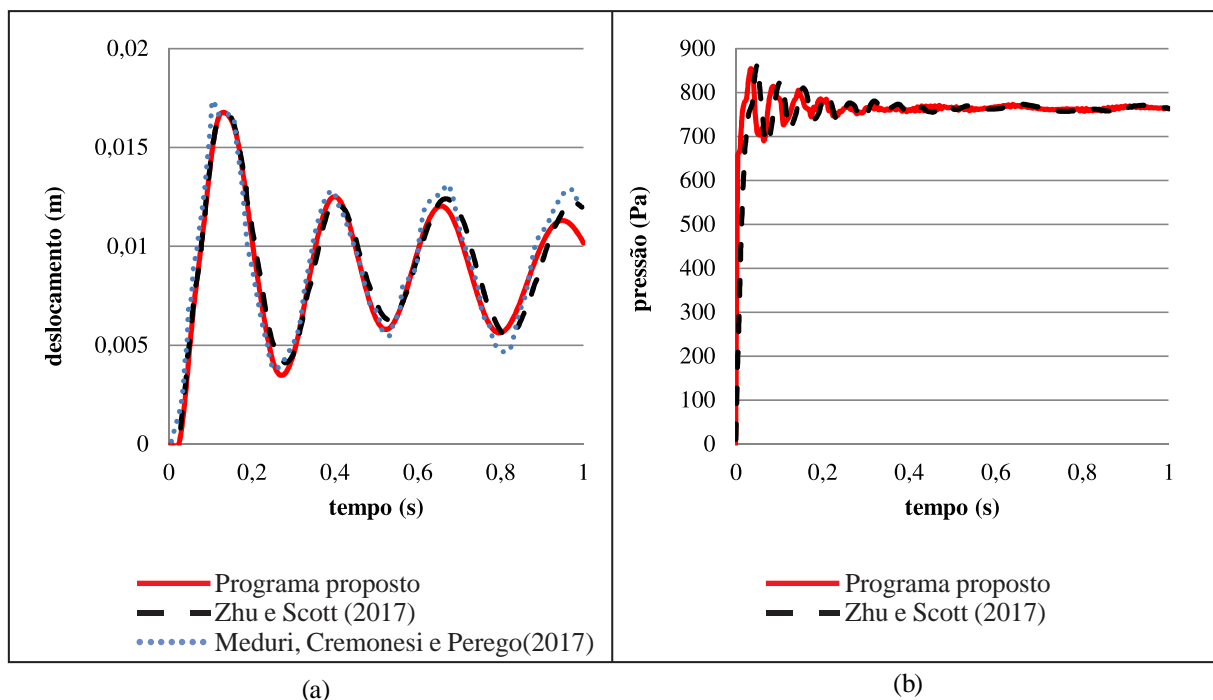 0,02
0,015
0,01
0,005
0
deslocamento (m)
0 0,2 0,4 0,6 0,8 1
tempo (s)
Programa proposto
Zhu e Scott (2017)
Meduri, Cremonesi e Perego(2017)
(a)
900
800
700
600
500
400
300
200
100
0
pressão (Pa)
0 0,2 0,4 0,6 0,8 1
tempo (s)
Programa proposto
Zhu e Scott (2017)
(b)